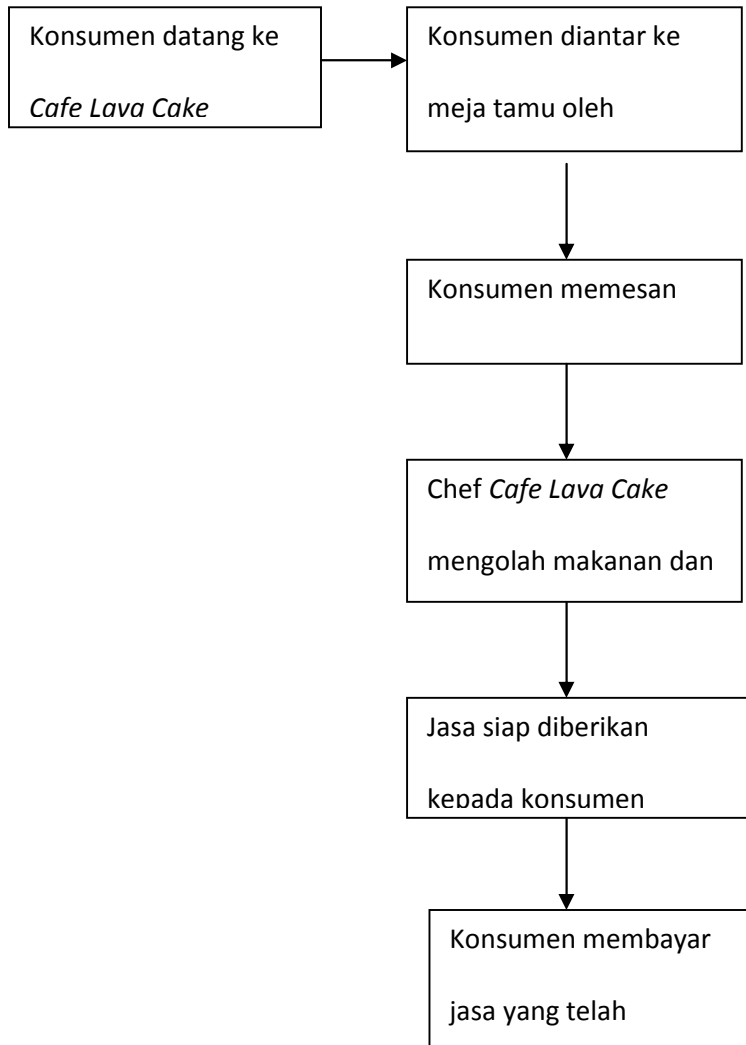 Konsumen datang ke
Cafe Lava Cake
Konsumen diantar ke
meja tamu oleh
Konsumen memesan
Chef Cafe Lava Cake
mengolah makanan dan
Jasa siap diberikan
kepada konsumen
Konsumen membayar
jasa yang telah